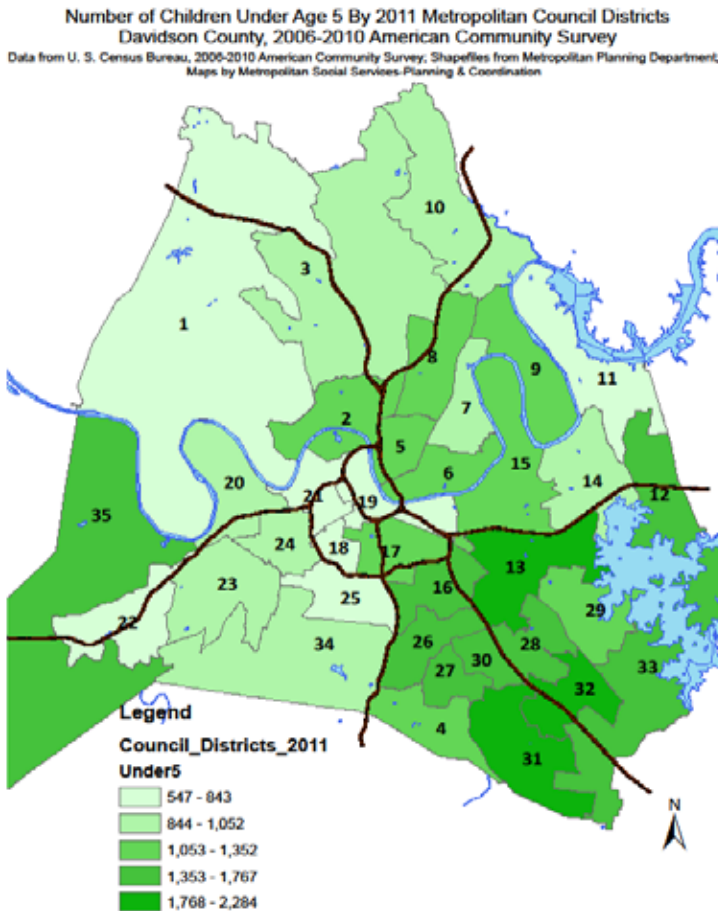 Number of Children Under Age 5 By 2011 Metropolitan Council Districts
Davidson County, 2006-2010 American Community Survey
Data from U. S. Census Bureau, 2006-2010 American Community Survey; Shapefiles from Metropolitan Planning Department;
Maps by Metropolitan Social Services-Planning & Coordination
10
3
1
8
9
11
7
2
5
6
15
20
21
19
14
12
35
24
18
17
13
23
16
25
29
22
34
26
28
27
30
33
32
4
31
Legend
Council_Districts_2011
Under5
547 - 843
844 - 1,052
1,053 - 1,352
1,353 - 1,767
1,768 - 2,284
N